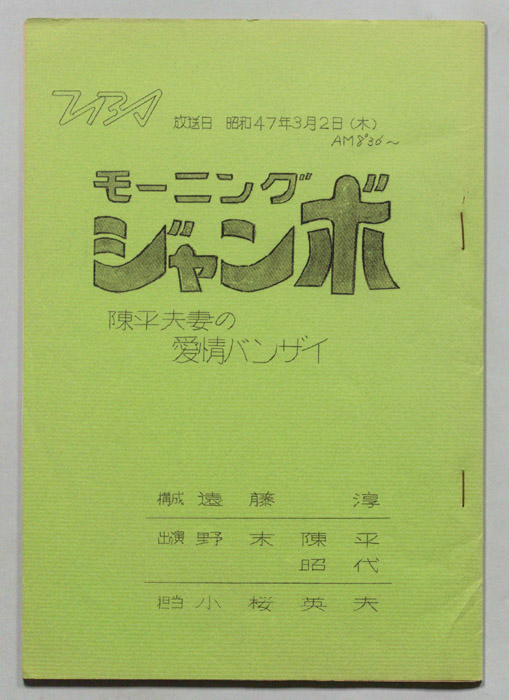 TBS
放送日 昭和47年3月2日(木)
AM8°30'~
モーニング
ジャンボ
陳平夫妻の
愛情バンザイ
構成 遠藤 淳
出演 野末陳平
昭代
担当 小桜英夫